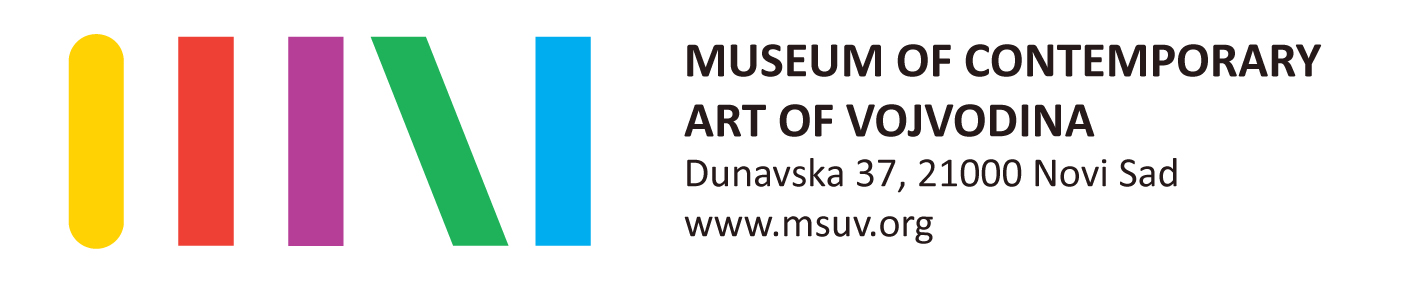 MUSEUM OF CONTEMPORARY
ART OF VOJVODINA
Dunavska 37, 21000 Novi Sad
www.msuv.org